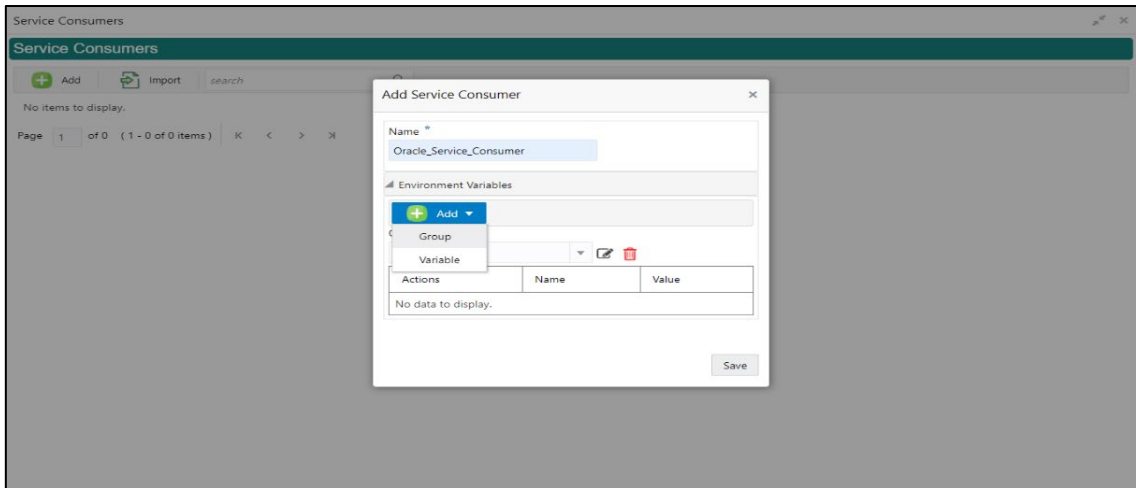 Service Consumers
Service Consumers
Add Import search
No items to display.
Page 1 of 0 (1 - 0 of 0 items)
Add Service Consumer
Name *
Oracle_Service_Consumer
Environment Variables
Add
Group
Variable
Actions Name Value
No data to display.
Save